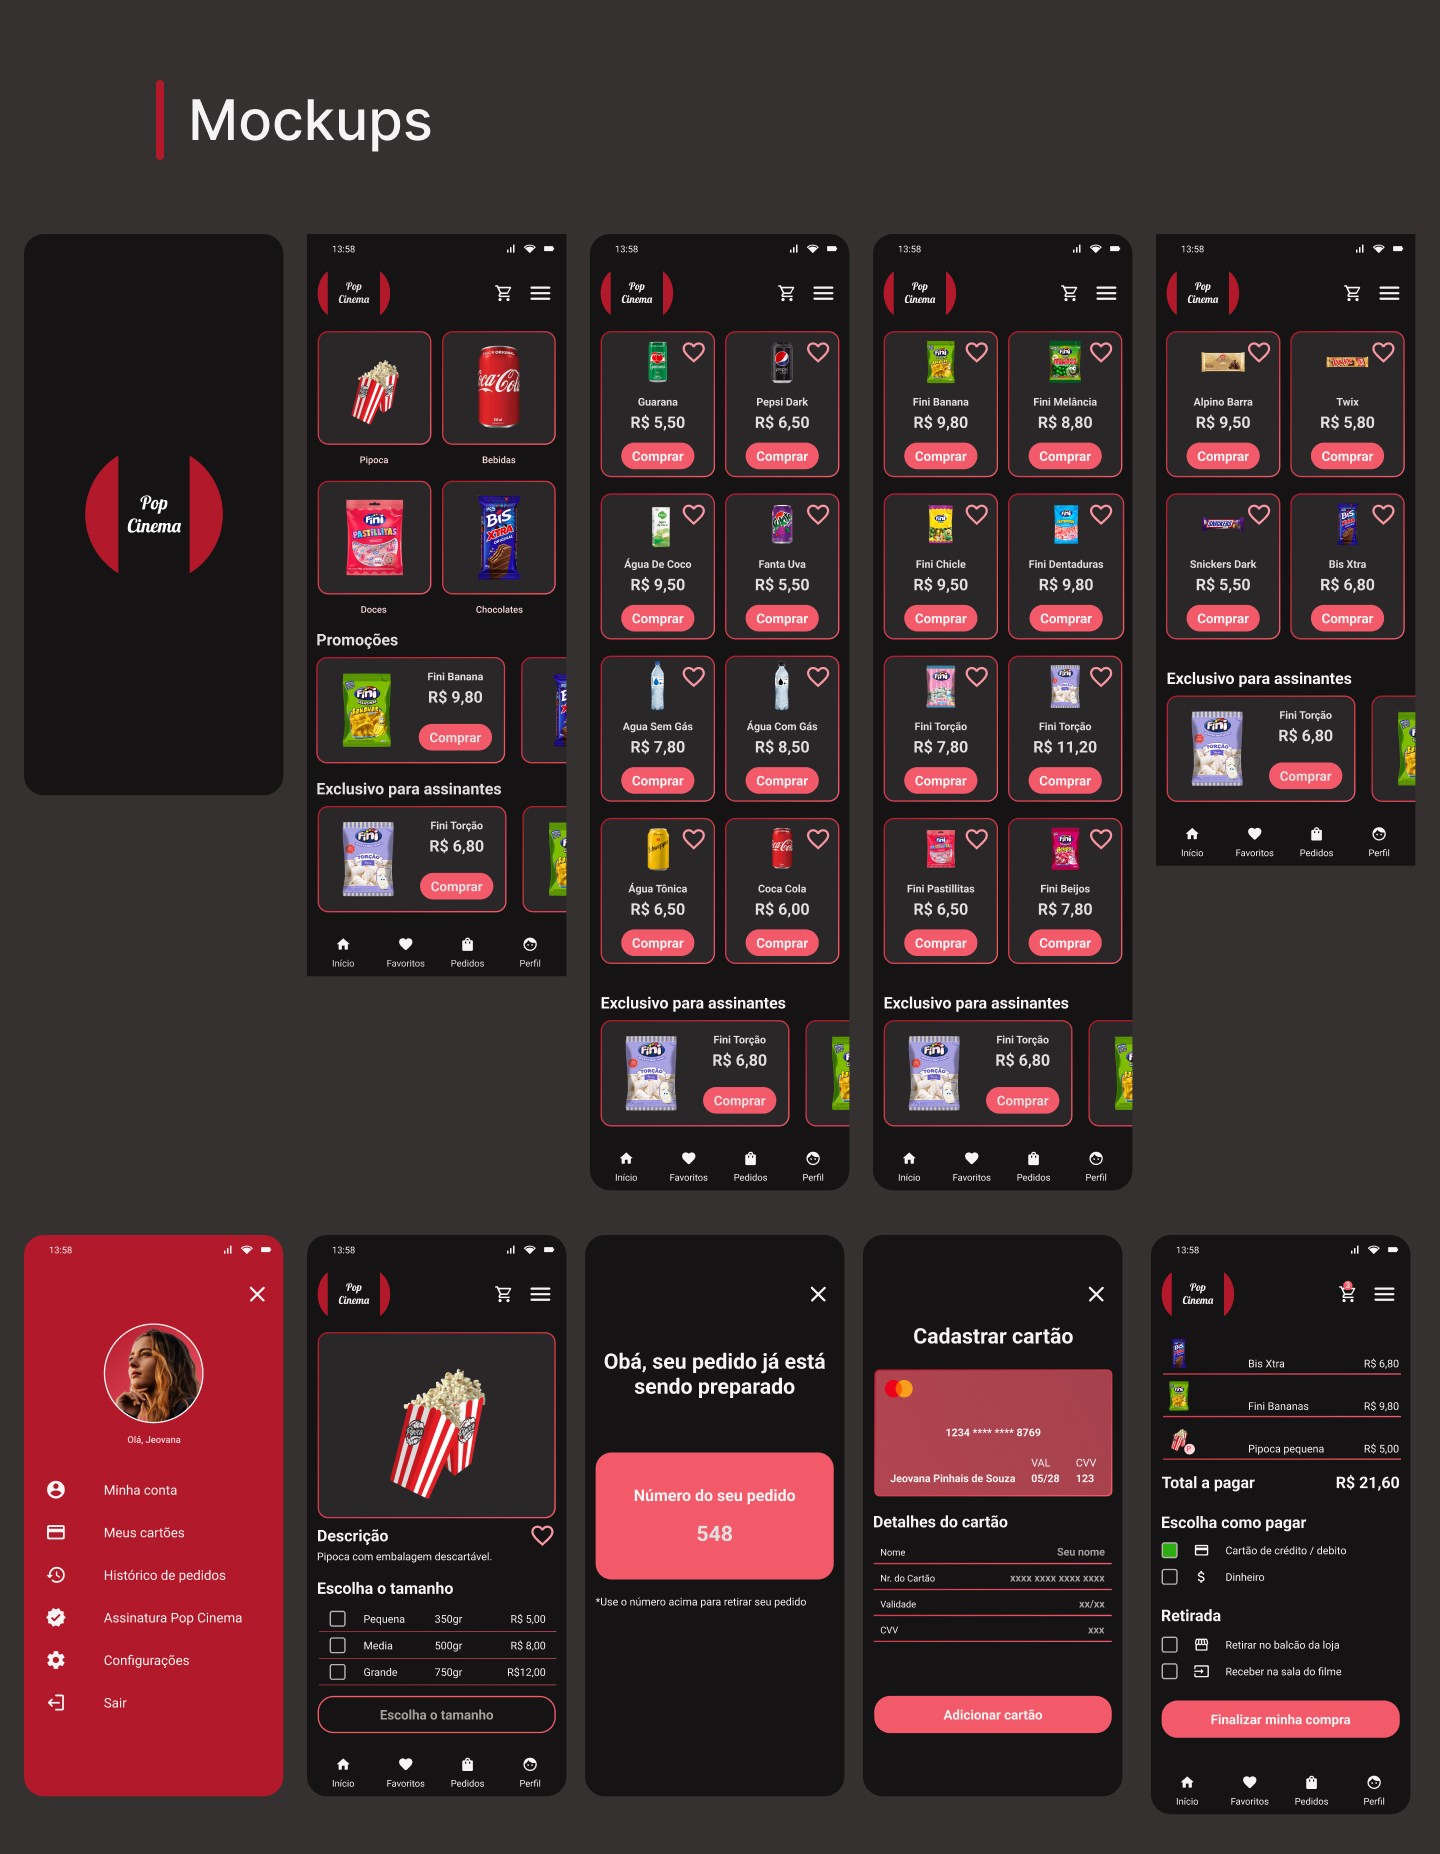 Mockups
Pop
Cinema
13:58
Pop
Cinema
Pipoca
Bebidas
Doces
Chocolates
Promoções
Fini Banana
R$ 9,80
Comprar
Exclusivo para assinantes
Fini Torção
R$ 6,80
Comprar
Início Favoritos Pedidos Perfil
13:58
Pop
Cinema
Guarana Pepsi Dark
R$ 5,50 R$ 6,50
Comprar Comprar
Água De Coco Fanta Uva
R$ 9,50 R$ 5,50
Comprar Comprar
Agua Sem Gás Água Com Gás
R$ 7,80 R$ 8,50
Comprar Comprar
Água Tônica Coca Cola
R$ 6,50 R$ 6,00
Comprar Comprar
Exclusivo para assinantes
Fini Torção
R$ 6,80
Comprar
Início Favoritos Pedidos Perfil
13:58
Pop
Cinema
Fini Banana Fini Melância
R$ 9,80 R$ 8,80
Comprar Comprar
Fini Chicle Fini Dentaduras
R$ 9,50 R$ 9,80
Comprar Comprar
Fini Torção Fini Torção
R$ 7,80 R$ 11,20
Comprar Comprar
Fini Pastillitas Fini Beijos
R$ 6,50 R$ 7,80
Comprar Comprar
Exclusivo para assinantes
Fini Torção
R$ 6,80
Comprar
Início Favoritos Pedidos Perfil
13:58
Pop
Cinema
Alpino Barra Twix
R$ 9,50 R$ 5,80
Comprar Comprar
Snickers Dark Bis Xtra
R$ 5,50 R$ 6,80
Comprar Comprar
Exclusivo para assinantes
Fini Torção
R$ 6,80
Comprar
Início Favoritos Pedidos Perfil
13:58
Olá, Jeovana
Minha conta
Meus cartões
Histórico de pedidos
Assinatura Pop Cinema
Configurações
Sair
13:58
Pop
Cinema
Descrição
Pipoca com embalagem descartável.
Escolha o tamanho
Pequena 350gr R$ 5,00
Media 500gr R$ 8,00
Grande 750gr R$12,00
Escolha o tamanho
Início Favoritos Pedidos Perfil
Obá, seu pedido já está
sendo preparado
Número do seu pedido
548
*Use o número acima para retirar seu pedido
Cadastrar cartão
1234 **** **** 8769
VAL CVV
Jeovana Pinhais de Souza 05/28 123
Detalhes do cartão
Nome Seu nome
Nr. do Cartão xxxx xxxx xxxx xxxx
Validade xx/xx
CVV xxx
Adicionar cartão
13:58
Pop
Cinema
3
Bis Xtra R$ 6,80
Fini Bananas R$ 9,80
P
Pipoca pequena R$ 5,00
Total a pagar R$ 21,60
Escolha como pagar
Cartão de crédito / debito
Dinheiro
Retirada
Retirar no balcão da loja
Receber na sala do filme
Finalizar minha compra
Início Favoritos Pedidos Perfil